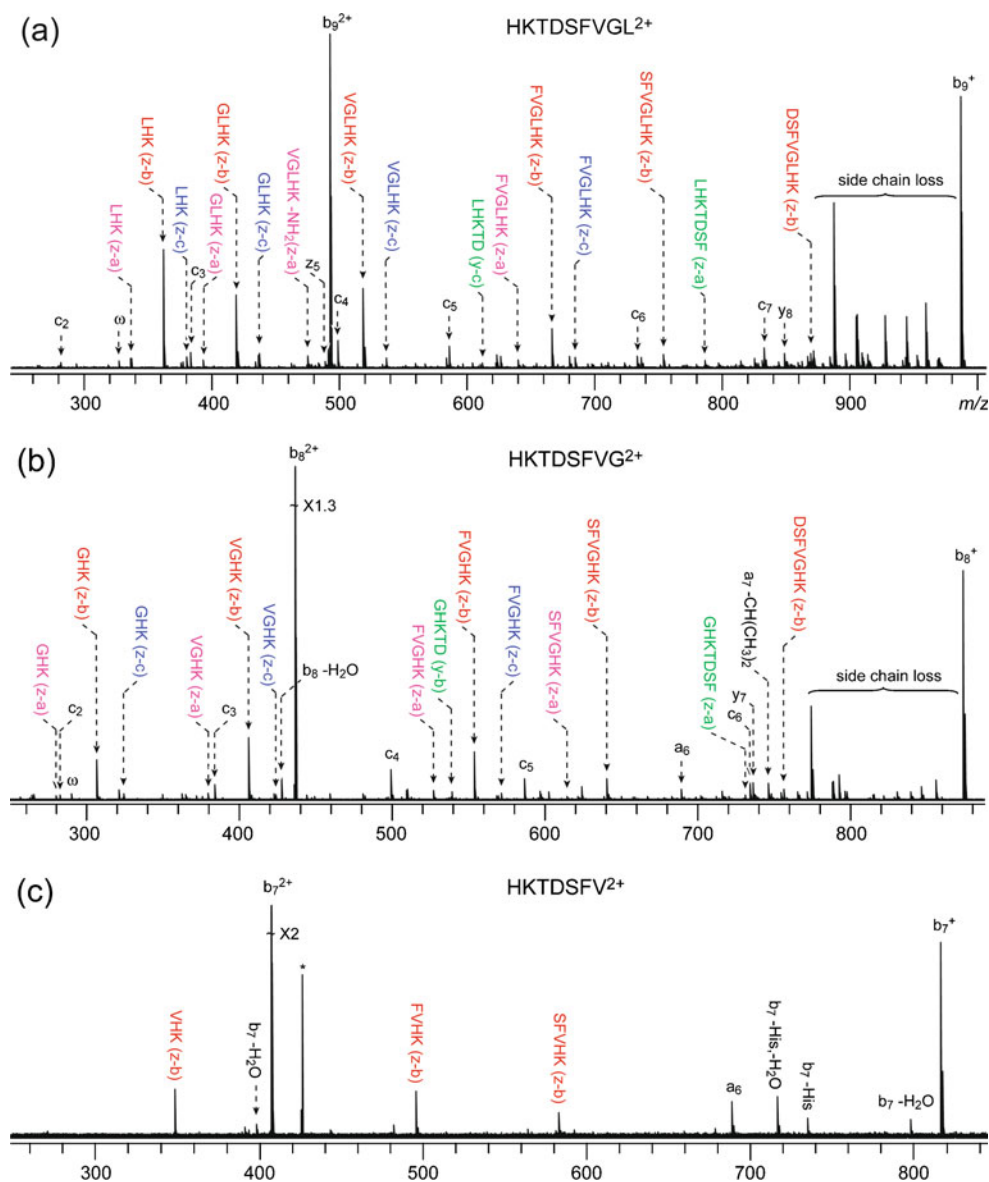 (a)
HKTDSFVGL²⁺
b₉²⁺
b₉⁺
c₂
LHK (z-a)
ω
LHK (z-b)
LHK (z-c)
c₃
GLHK (z-a)
GLHK (z-b)
GLHK (z-c)
VGLHK -NH₂(z-a)
z₅
c₄
VGLHK (z-b)
VGLHK (z-c)
c₅
LHKTD (y-c)
FVGLHK (z-a)
FVGLHK (z-b)
FVGLHK (z-c)
c₆
SFVGLHK (z-b)
LHKTDSF (z-a)
c₇
y₈
DSFVGLHK (z-b)
side chain loss
300 400 500 600 700 800 900 m/z
(b)
HKTDSFVG²⁺
b₈²⁺
~ X1.3
b₈⁺
GHK (z-a)
c₂
ω
GHK (z-b)
GHK (z-c)
VGHK (z-a)
c₃
VGHK (z-b)
VGHK (z-c)
b₈ -H₂O
c₄
FVGHK (z-a)
GHKTD (y-b)
FVGHK (z-b)
FVGHK (z-c)
c₅
SFVGHK (z-a)
SFVGHK (z-b)
a₆
GHKTDSF (z-a)
c₆
y₇
a₇ -CH(CH₃)₂
DSFVGHK (z-b)
side chain loss
300 400 500 600 700 800
(c)
HKTDSFV²⁺
b₇²⁺
~ X2
*
b₇⁺
VHK (z-b)
b₇ -H₂O
FVHK (z-b)
SFVHK (z-b)
a₆
b₇ -His,-H₂O
b₇ -His
b₇ -H₂O
300 400 500 600 700 800